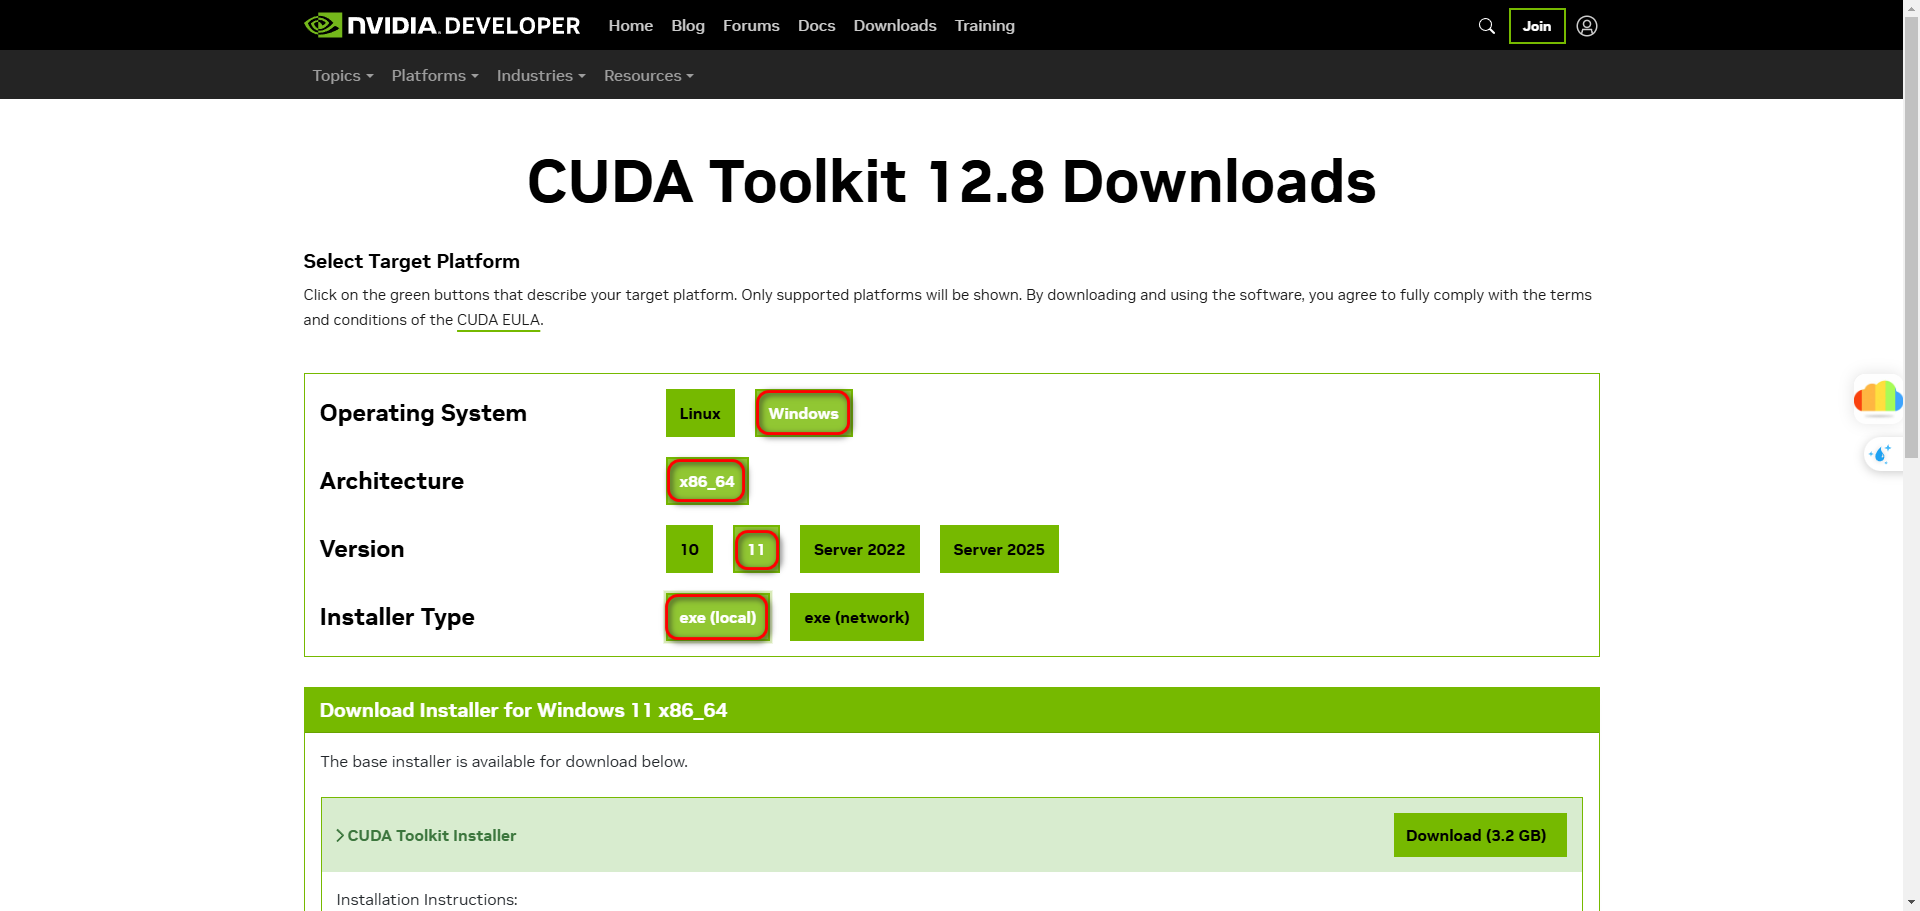 NVIDIA. DEVELOPER Home Blog Forums Docs Downloads Training Join
Topics Platforms Industries Resources
CUDA Toolkit 12.8 Downloads
Select Target Platform
Click on the green buttons that describe your target platform. Only supported platforms will be shown. By downloading and using the software, you agree to fully comply with the terms
and conditions of the CUDA EULA.
Operating System Linux Windows
Architecture x86_64
Version 10 11 Server 2022 Server 2025
Installer Type exe (local) exe (network)
Download Installer for Windows 11 x86_64
The base installer is available for download below.
CUDA Toolkit Installer Download (3.2 GB)
Installation Instructions: